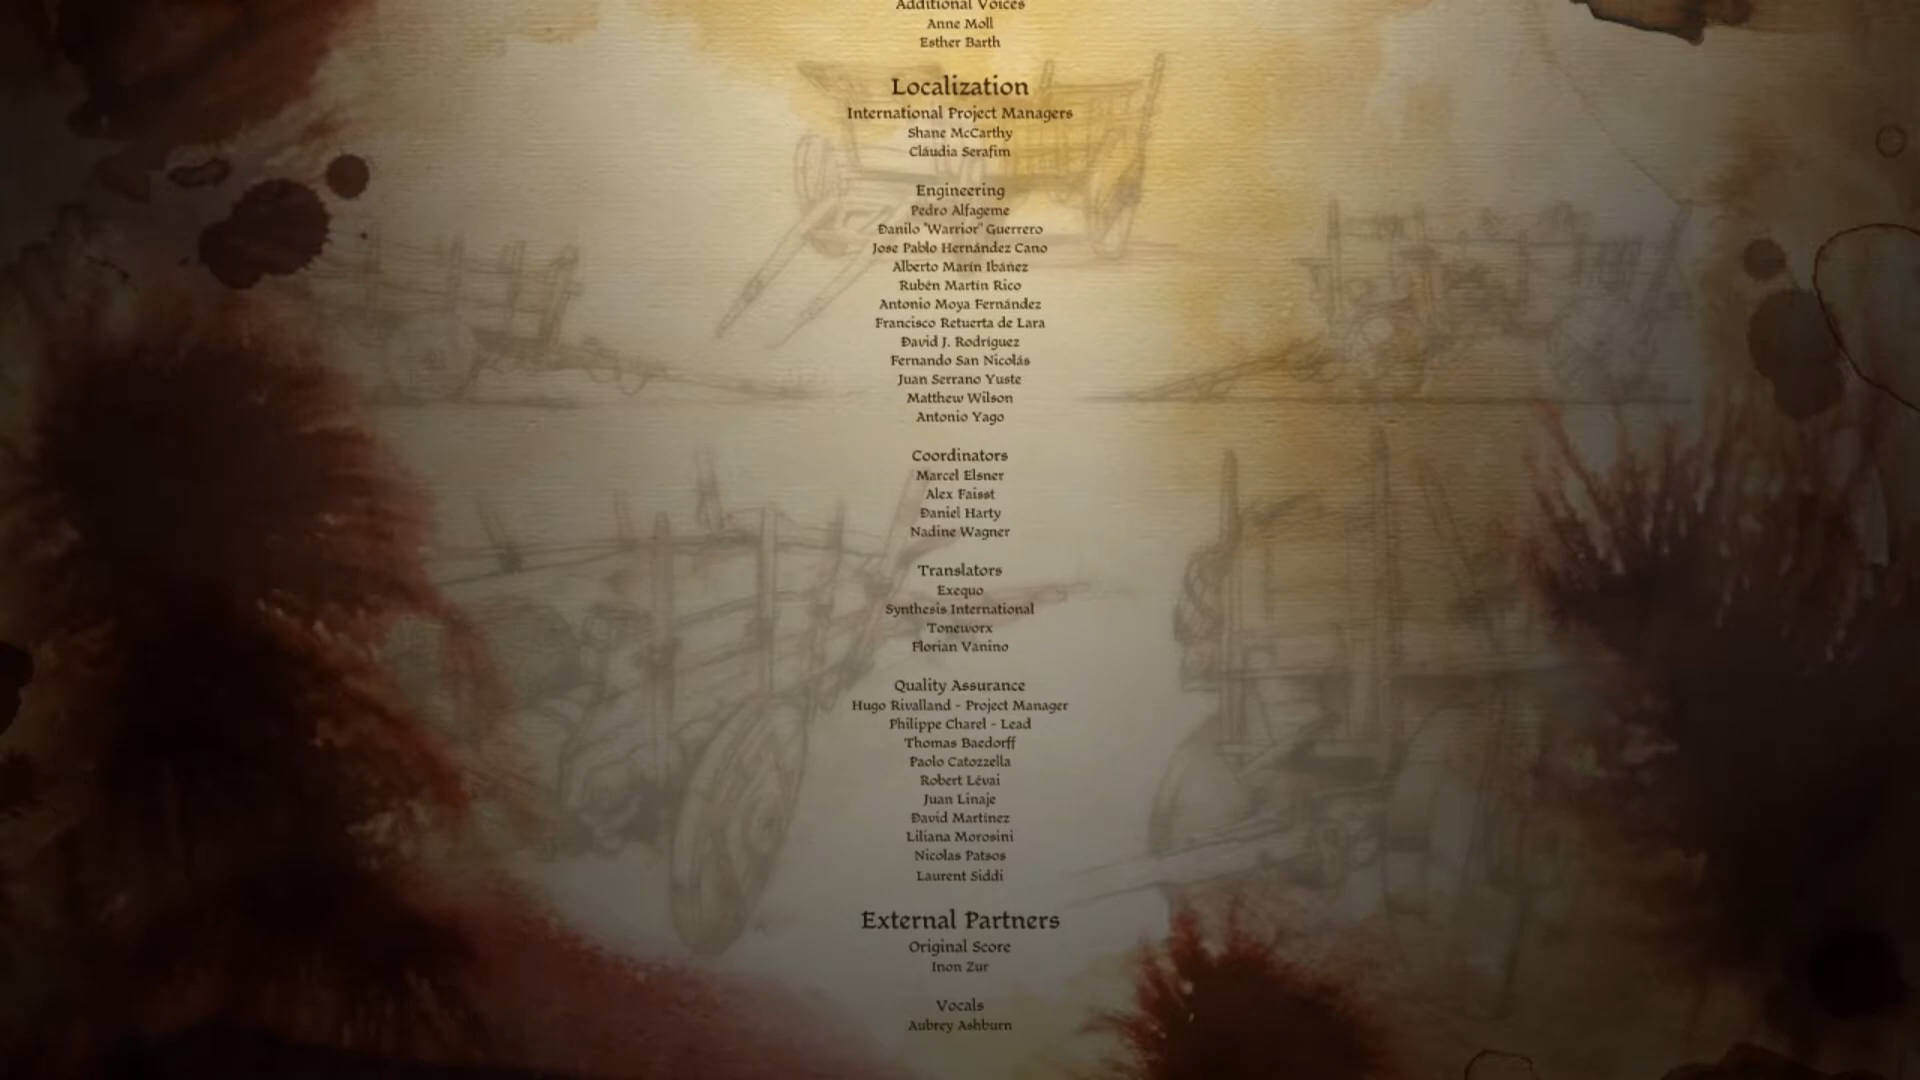 Additional Voices
Anne Moll
Esther Barth
Localization
International Project Managers
Shane McCarthy
Cláudia Serafim
Engineering
Pedro Alfageme
Danilo "Warrior" Guerrero
Jose Pablo Hernández Cano
Alberto Marín Ibáñez
Rubén Martín Rico
Antonio Moya Fernández
Francisco Retuerta de Lara
David J. Rodríguez
Fernando San Nicolás
Juan Serrano Yuste
Matthew Wilson
Antonio Yago
Coordinators
Marcel Elsner
Alex Faisst
Daniel Harty
Nadine Wagner
Translators
Exequo
Synthesis International
Toneworx
Florian Vanino
Quality Assurance
Hugo Rivalland - Project Manager
Philippe Charel - Lead
Thomas Baedorff
Paolo Catozzella
Robert Lévai
Juan Linaje
David Martínez
Liliana Morosini
Nicolas Patsos
Laurent Siddi
External Partners
Original Score
Inon Zur
Vocals
Aubrey Ashburn